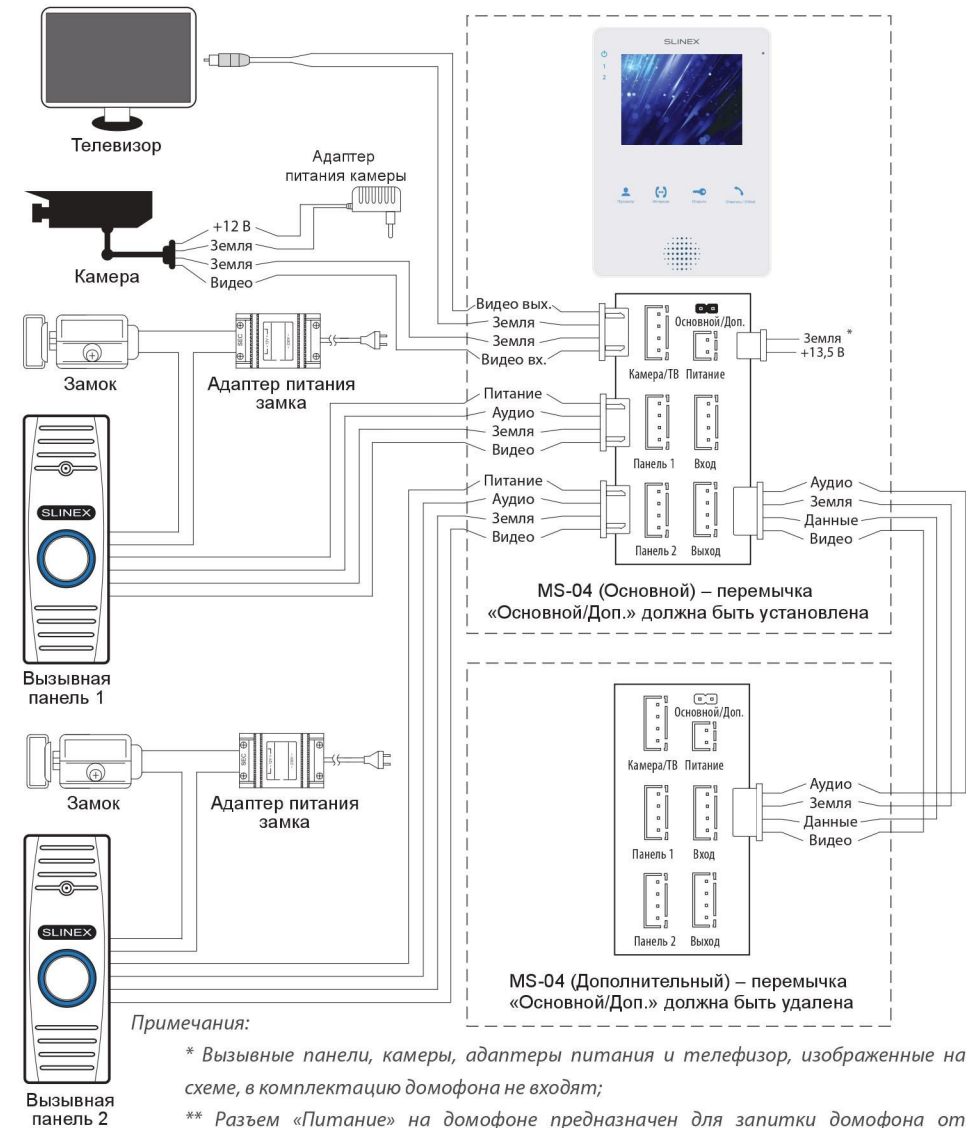 SLINEX
1
2
Телевизор
Адаптер
питания камеры
+12 В
Земля
Земля
Видео
Камера
Видео вых.
Земля
Земля
Видео вх.
Основной/Доп.
Земля *
+13,5 В
Камера/ТВ Питание
SEC
Замок
Адаптер питания
замка
Питание
Аудио
Земля
Видео
Панель 1 Вход
SLINEX
Питание
Аудио
Земля
Видео
Панель 2 Выход
Аудио
Земля
Данные
Видео
MS-04 (Основной) – перемычка
«Основной/Доп.» должна быть установлена
Вызывная
панель 1
Основной/Доп.
Камера/ТВ Питание
SEC
Замок
Адаптер питания
замка
Аудио
Земля
Данные
Видео
Панель 1 Вход
SLINEX
Панель 2 Выход
MS-04 (Дополнительный) – перемычка
«Основной/Доп.» должна быть удалена
Вызывная
панель 2
Примечания:
* Вызывные панели, камеры, адаптеры питания и телефизор, изображенные на
схеме, в комплектацию домофона не входят;
** Разъем «Питание» на домофоне предназначен для запитки домофона от